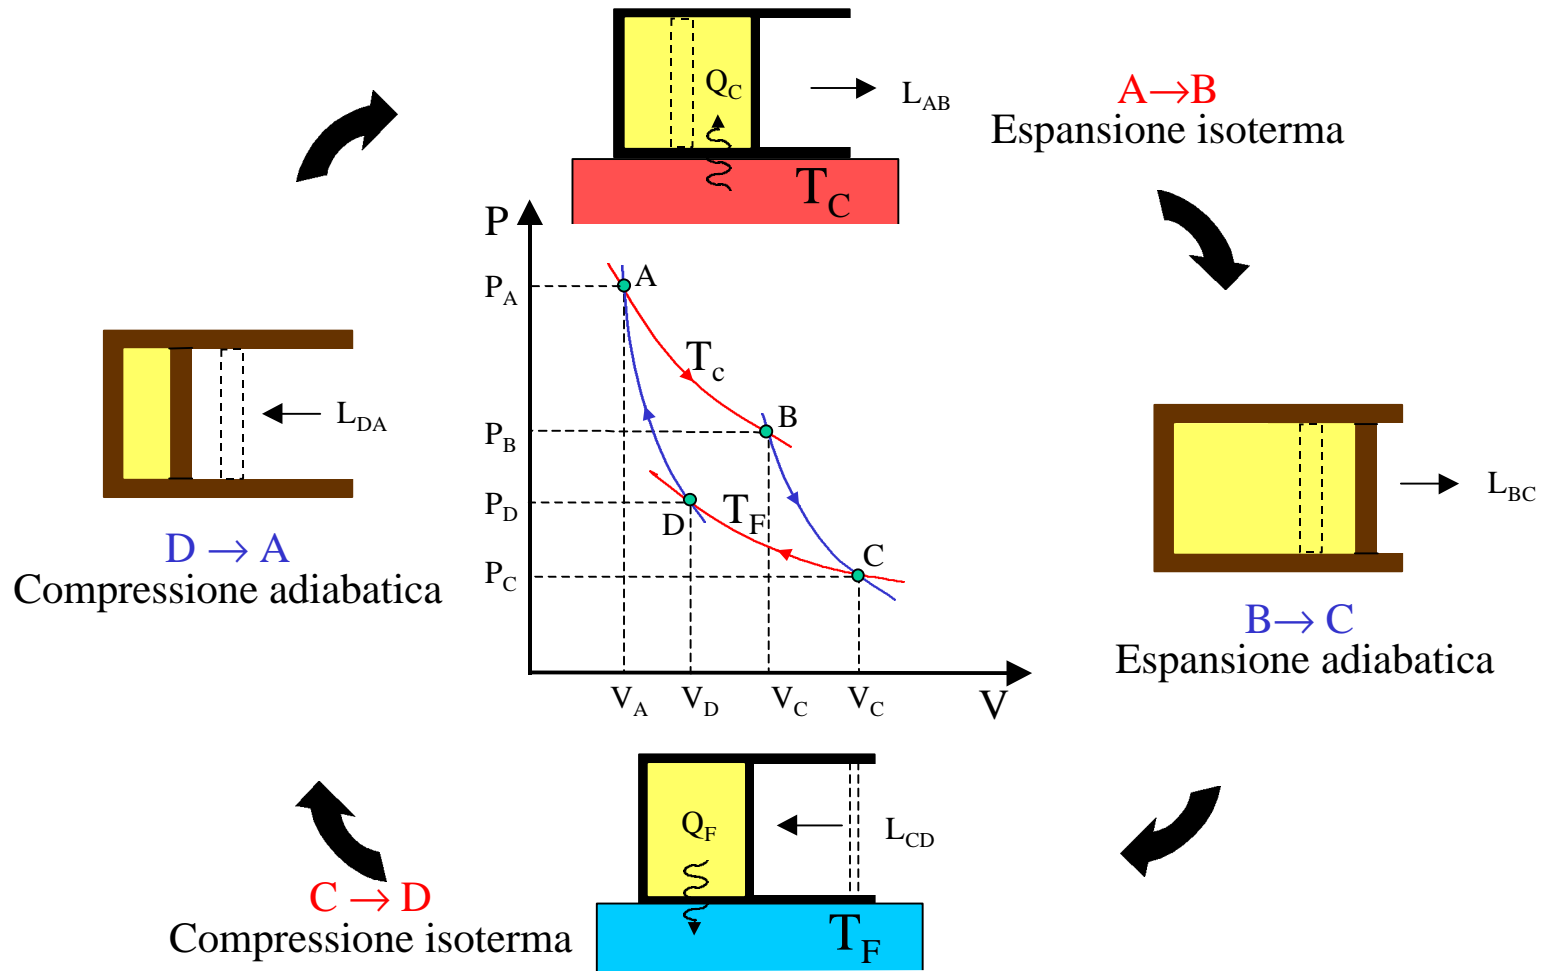 Q_C
L_AB
T_C
A→B
Espansione isoterma
P
P_A
A
T_c
P_B
B
P_D
D
T_F
P_C
C
V_A
V_D
V_C
V_C
V
L_DA
D → A
Compressione adiabatica
L_BC
B→ C
Espansione adiabatica
Q_F
L_CD
T_F
C → D
Compressione isoterma